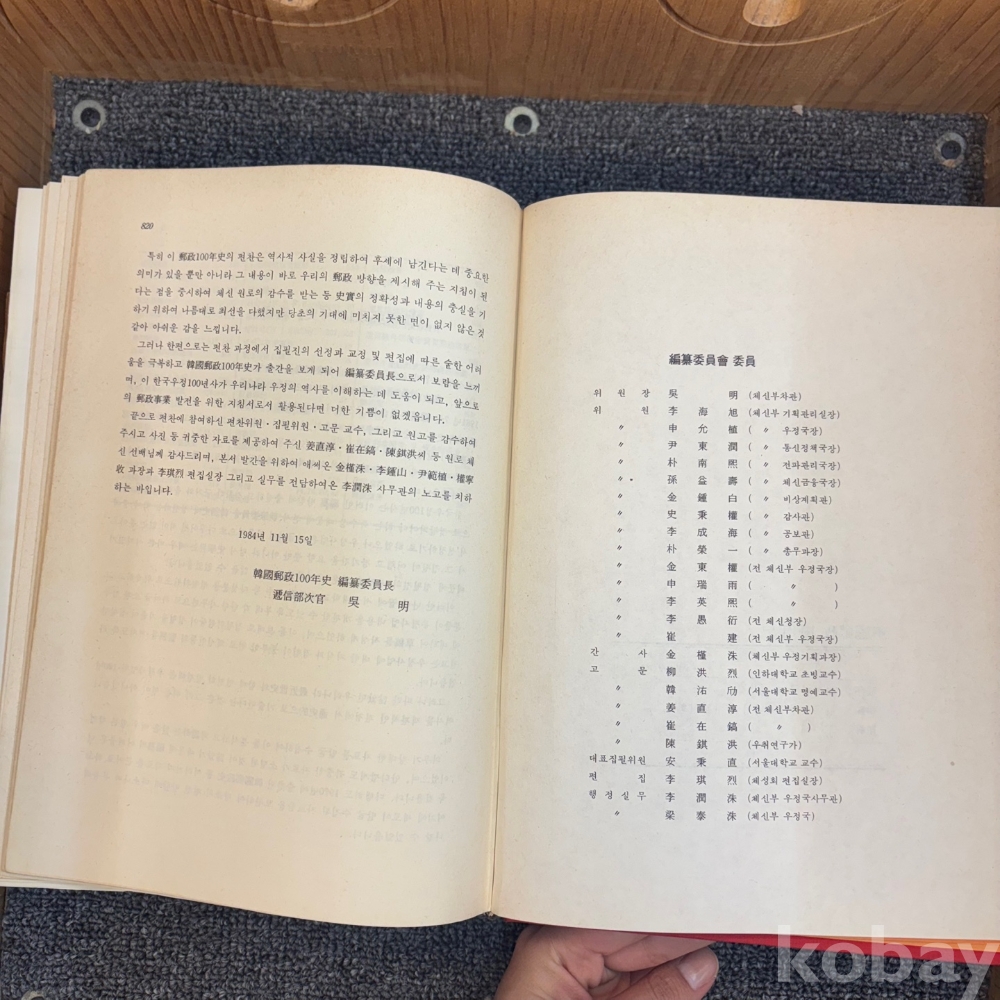 820
특히 이 郵政100年史의 편찬은 역사적 사실을 정립하여 후세에 남긴다는 데 중요한
의미가 있을 뿐만 아니라 그 내용이 바로 우리의 郵政 방향을 제시해 주는 지침이 된
다는 점을 중시하여 체신 원로의 감수를 받는 등 史實의 정확성과 내용의 충실을 기
하기 위하여 나름대로 최선을 다했지만 당초의 기대에 미치지 못한 면이 없지 않은 것
같아 아쉬운 감을 느낍니다.
그러나 한편으로는 편찬 과정에서 집필진의 선정과 교정 및 편집에 따른 숱한 어려
움을 극복하고 韓國郵政100年史가 출간을 보게 되어 編纂委員長으로서 보람을 느끼
며, 이 한국우정100년사가 우리나라 우정의 역사를 이해하는 데 도움이 되고, 앞으로
의 郵政事業 발전을 위한 지침서로서 활용된다면 더한 기쁨이 없겠읍니다.
끝으로 편찬에 참여하신 편찬위원·집필위원·고문 교수, 그리고 원고를 감수하여
주시고 사진 등 귀중한 자료를 제공하여 주신 姜直淳·崔在鎬·陳錤洪씨 등 원로 체
신 선배님께 감사드리며, 본서 발간을 위하여 애써온 金槿洙·李鍾山·尹範植·權寧
收 과장과 李琪烈 편집실장 그리고 실무를 전담하여온 李潤洙 사무관의 노고를 치하
하는 바입니다.
1984년 11월 15일
韓國郵政100年史 編纂委員長
遞信部次官 吳 明
編纂委員會 委員
위 원 장 吳 明 (체신부차관)
위 원 李 海 旭 (체신부 기획관리실장)
〃 申 允 植 ( 〃 우정국장)
〃 尹 東 潤 ( 〃 통신정책국장)
〃 朴 南 熙 ( 〃 전파관리국장)
〃 孫 益 壽 ( 〃 체신금융국장)
〃 金 鍾 白 ( 〃 비상계획관)
〃 史 秉 權 ( 〃 감사관)
〃 李 成 海 ( 〃 공보관)
〃 朴 榮 一 ( 〃 총무과장)
〃 金 東 權 (전 체신부 우정국장)
〃 申 瑞 雨 ( 〃 )
〃 李 英 熙 ( 〃 )
〃 李 愚 衍 (전 체신청장)
〃 崔 建 (전 체신부 우정국장)
간 사 金 槿 洙 (체신부 우정기획과장)
고 문 柳 洪 烈 (인하대학교 초빙교수)
〃 韓 㳓 劤 (서울대학교 명예교수)
〃 姜 直 淳 (전 체신부차관)
〃 崔 在 鎬 ( 〃 )
〃 陳 錤 洪 (우취연구가)
대표집필위원 安 秉 直 (서울대학교 교수)
편 집 李 琪 烈 (체성회 편집실장)
행 정 실 무 李 潤 洙 (체신부 우정국사무관)
〃 梁 泰 洙 (체신부 우정국)
kobay